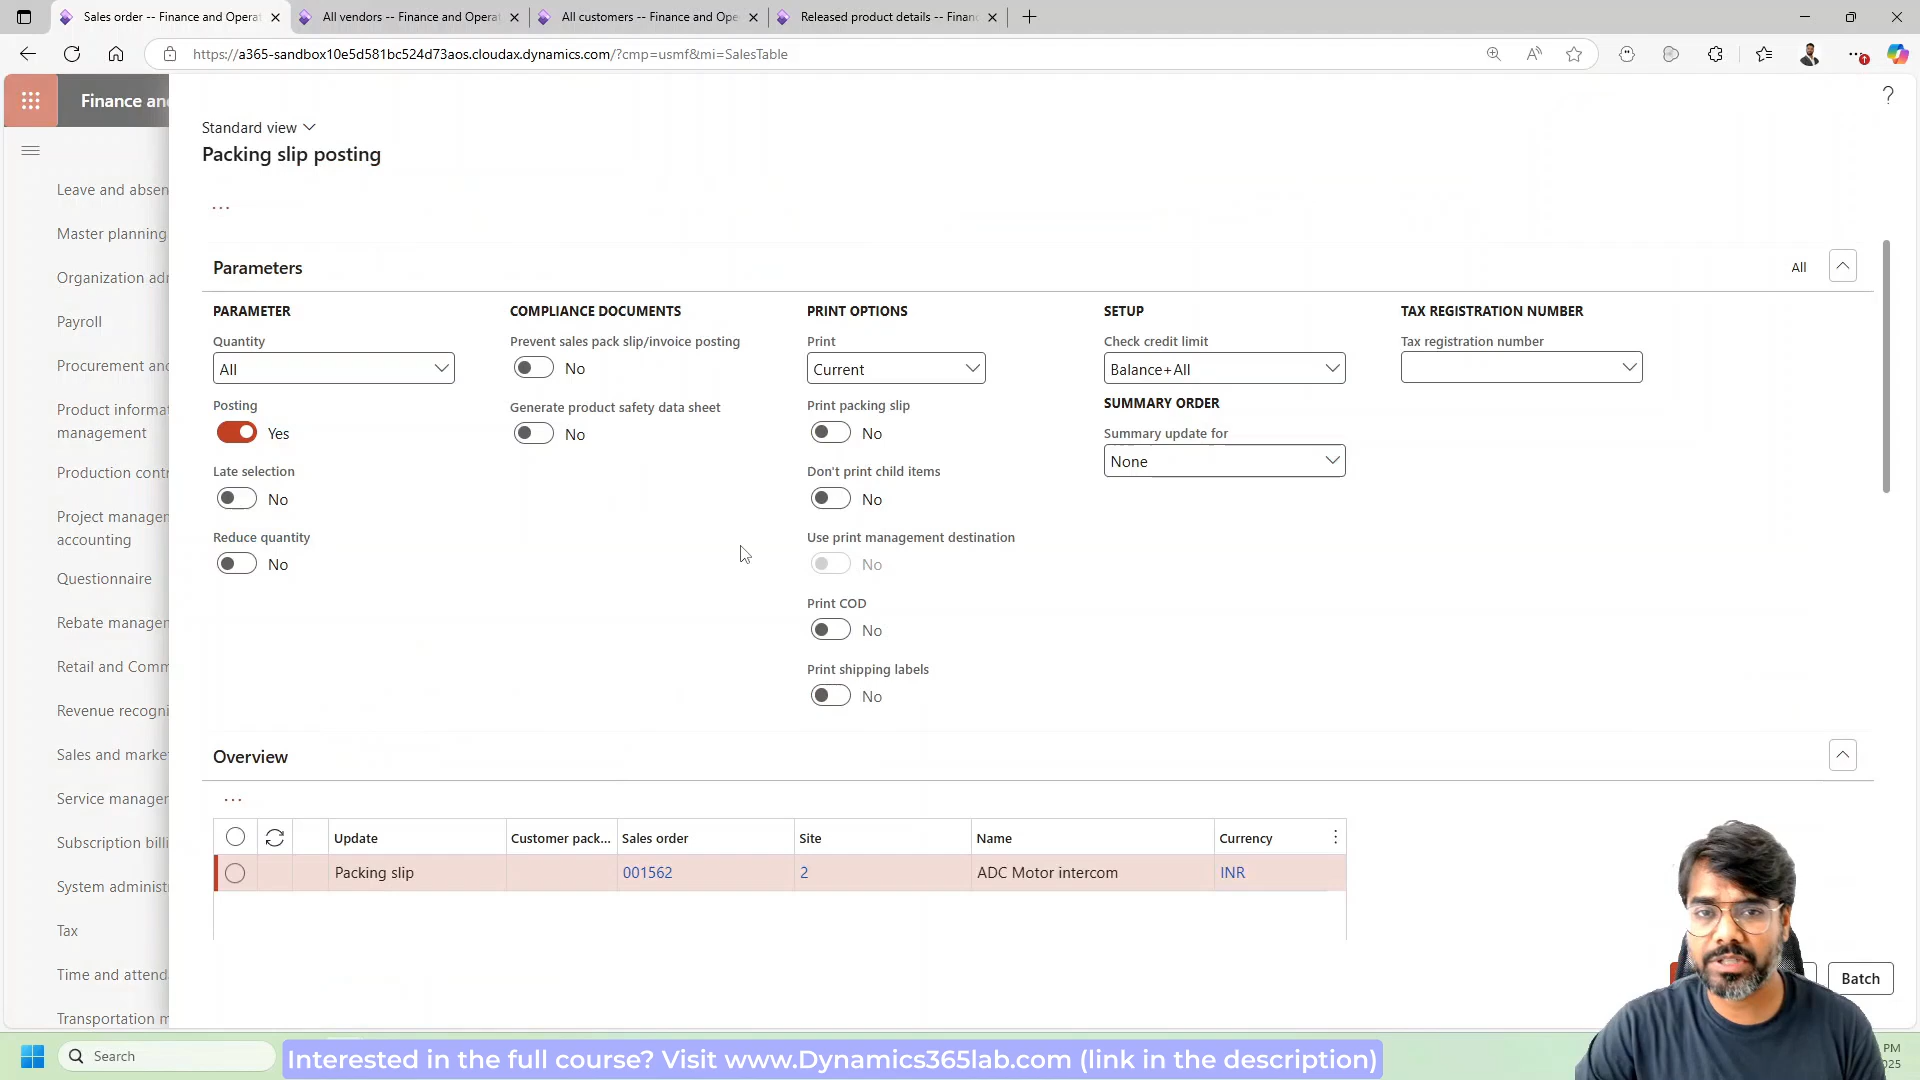 Sales order -- Finance and Operat
All vendors -- Finance and Operat
All customers -- Finance and Ope
Released product details -- Finan
https://a365-sandbox10e5d581bc524d73aos.cloudax.dynamics.com/?cmp=usmf&mi=SalesTable
Finance and
?
Standard view
Packing slip posting
...
Leave and absen
Master planning
Organization adm
Payroll
Procurement and
Product informat
management
Production contr
Project managem
accounting
Questionnaire
Rebate managem
Retail and Comm
Revenue recogni
Sales and market
Service managem
Subscription billi
System administ
Tax
Time and attend
Transportation m
Parameters
All
PARAMETER
Quantity
All
Posting
Yes
Late selection
No
Reduce quantity
No
COMPLIANCE DOCUMENTS
Prevent sales pack slip/invoice posting
No
Generate product safety data sheet
No
PRINT OPTIONS
Print
Current
Print packing slip
No
Don't print child items
No
Use print management destination
No
Print COD
No
Print shipping labels
No
SETUP
Check credit limit
Balance+All
SUMMARY ORDER
Summary update for
None
TAX REGISTRATION NUMBER
Tax registration number
Overview
...
Update Customer pack... Sales order Site Name Currency
Packing slip 001562 2 ADC Motor intercom INR
Batch
Search
Interested in the full course? Visit www.Dynamics365lab.com (link in the description)
PM